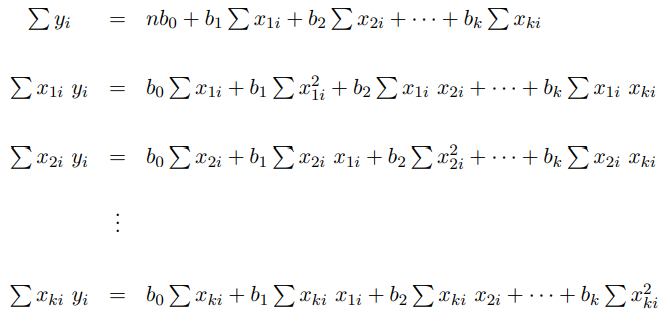 ∑ yᵢ = nb₀ + b₁ ∑ x₁ᵢ + b₂ ∑ x₂ᵢ + ⋯ + bₖ ∑ xₖᵢ
∑ x₁ᵢ yᵢ = b₀ ∑ x₁ᵢ + b₁ ∑ x₁ᵢ² + b₂ ∑ x₁ᵢ x₂ᵢ + ⋯ + bₖ ∑ x₁ᵢ xₖᵢ
∑ x₂ᵢ yᵢ = b₀ ∑ x₂ᵢ + b₁ ∑ x₂ᵢ x₁ᵢ + b₂ ∑ x₂ᵢ² + ⋯ + bₖ ∑ x₂ᵢ xₖᵢ
⋮
∑ xₖᵢ yᵢ = b₀ ∑ xₖᵢ + b₁ ∑ xₖᵢ x₁ᵢ + b₂ ∑ xₖᵢ x₂ᵢ + ⋯ + bₖ ∑ xₖᵢ²